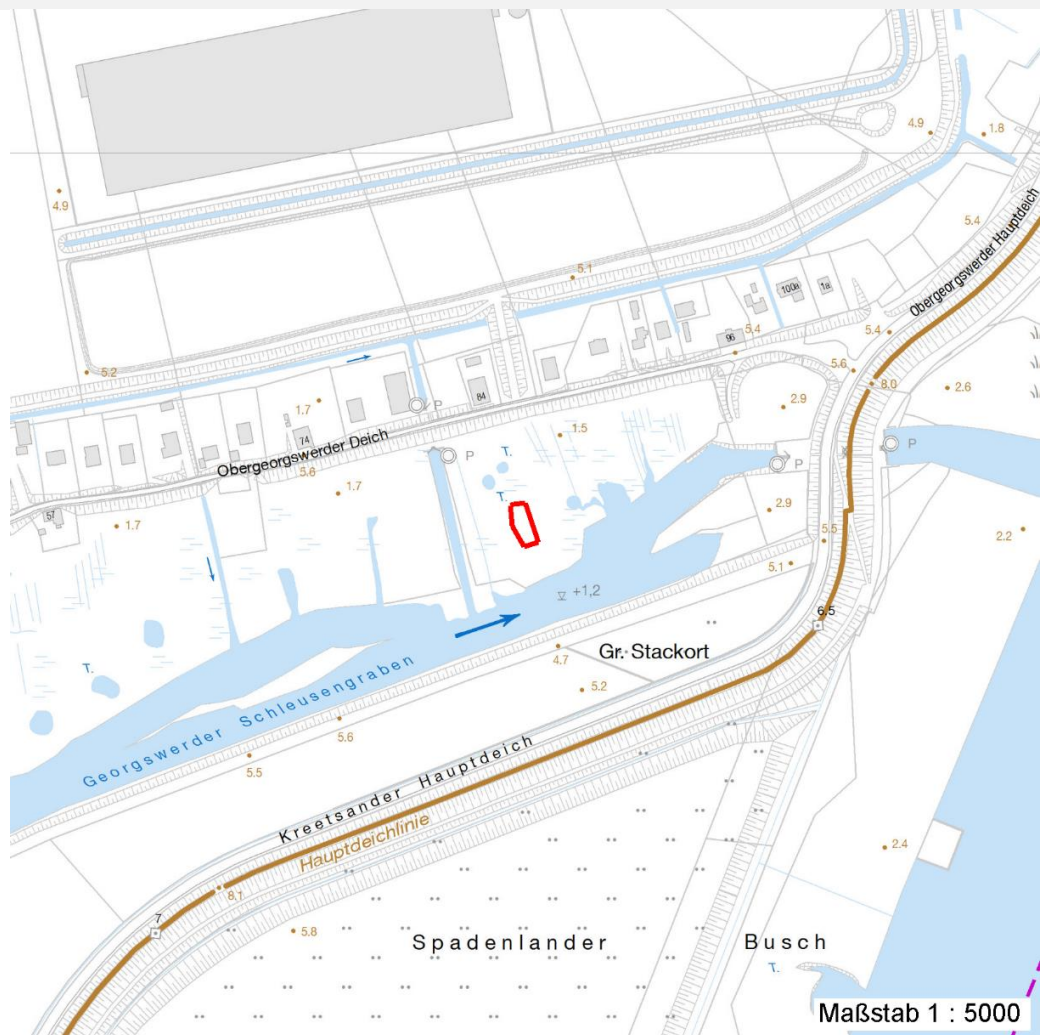 4.9
1.8
4.9
5.4
Obergeorgswerder Hauptdeich
5.1
100a
1a
96
5.4
5.4
5.6
8.0
2.6
5.2
1.7
P
84
2.9
74
1.5
Obergeorgswerder Deich
5.6
P
T.
P
T.
57
1.7
1.7
2.9
5.5
2.2
5.1
+1,2
6.5
Gr. Stackort
4.7
T.
5.2
Georgswerder Schleusengraben
5.6
5.5
Kreetsander Hauptdeich
Hauptdeichlinie
2.4
8.1
7
5.8
Spadenlander Busch
T.
Maßstab 1 : 5000